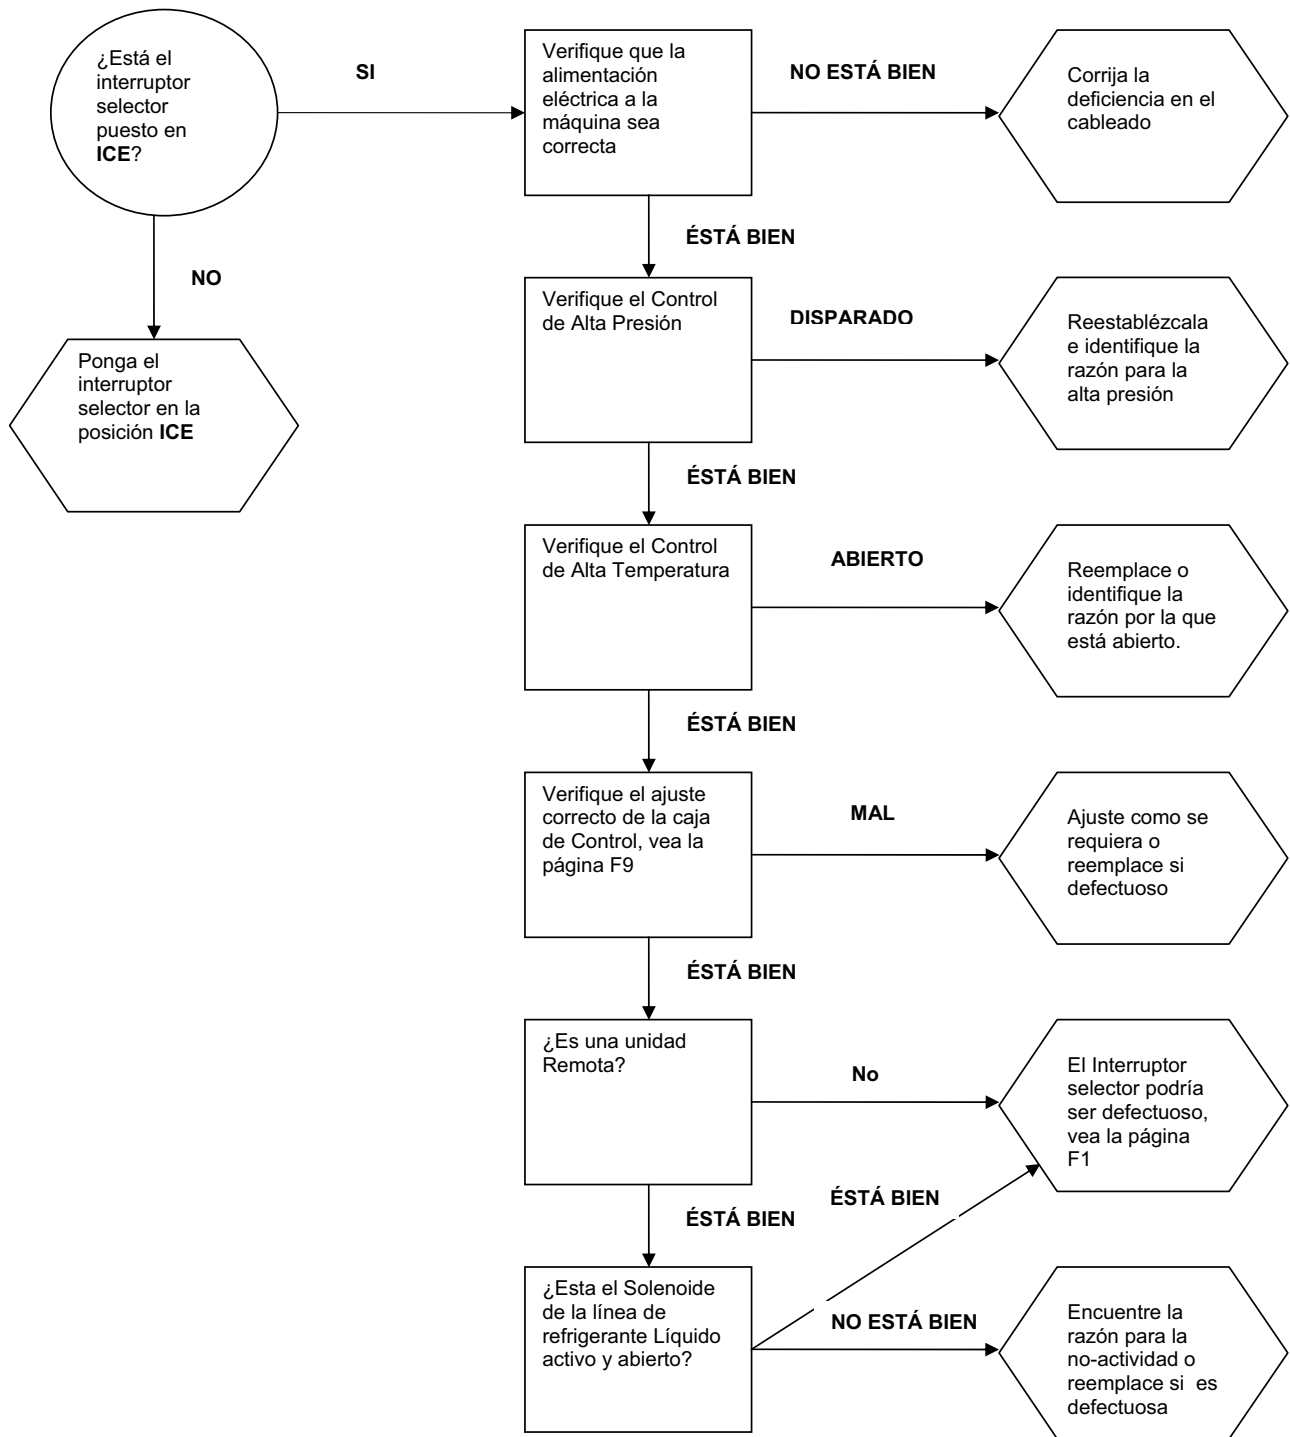 ¿Está el
interruptor
selector
puesto en
ICE?
SI
Verifique que la
alimentación
eléctrica a la
máquina sea
correcta
NO ESTÁ BIEN
Corrija la
deficiencia en el
cableado
ÉSTÁ BIEN
NO
Ponga el
interruptor
selector en la
posición ICE
Verifique el Control
de Alta Presión
DISPARADO
Reestablézcala
e identifique la
razón para la
alta presión
ÉSTÁ BIEN
Verifique el Control
de Alta Temperatura
ABIERTO
Reemplace o
identifique la
razón por la que
está abierto.
ÉSTÁ BIEN
Verifique el ajuste
correcto de la caja
de Control, vea la
página F9
MAL
Ajuste como se
requiera o
reemplace si
defectuoso
ÉSTÁ BIEN
¿Es una unidad
Remota?
No
El Interruptor
selector podría
ser defectuoso,
vea la página
F1
ÉSTÁ BIEN
ÉSTÁ BIEN
¿Esta el Solenoide
de la línea de
refrigerante Líquido
activo y abierto?
NO ESTÁ BIEN
Encuentre la
razón para la
no-actividad o
reemplace si es
defectuosa